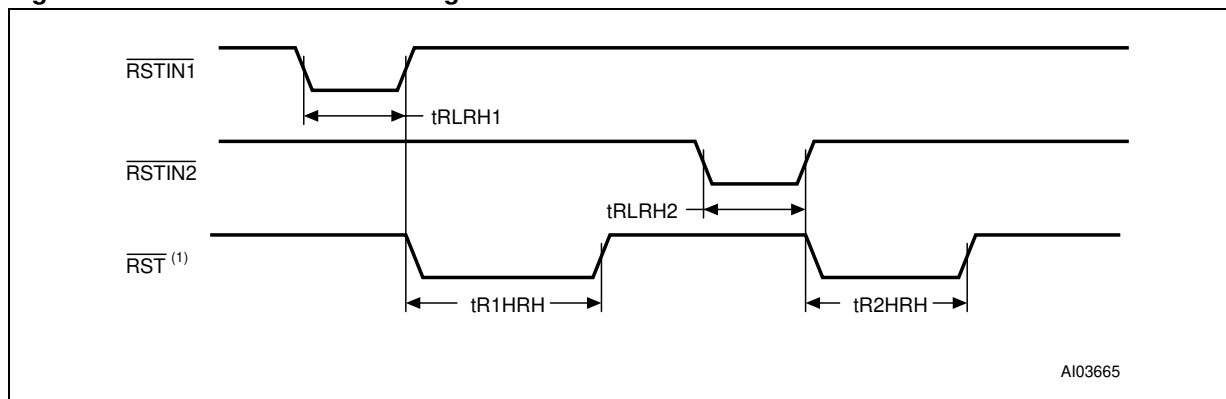 RSTIN1
tRLRH1
RSTIN2
tRLRH2
RST (1)
tR1HRH
tR2HRH
AI03665